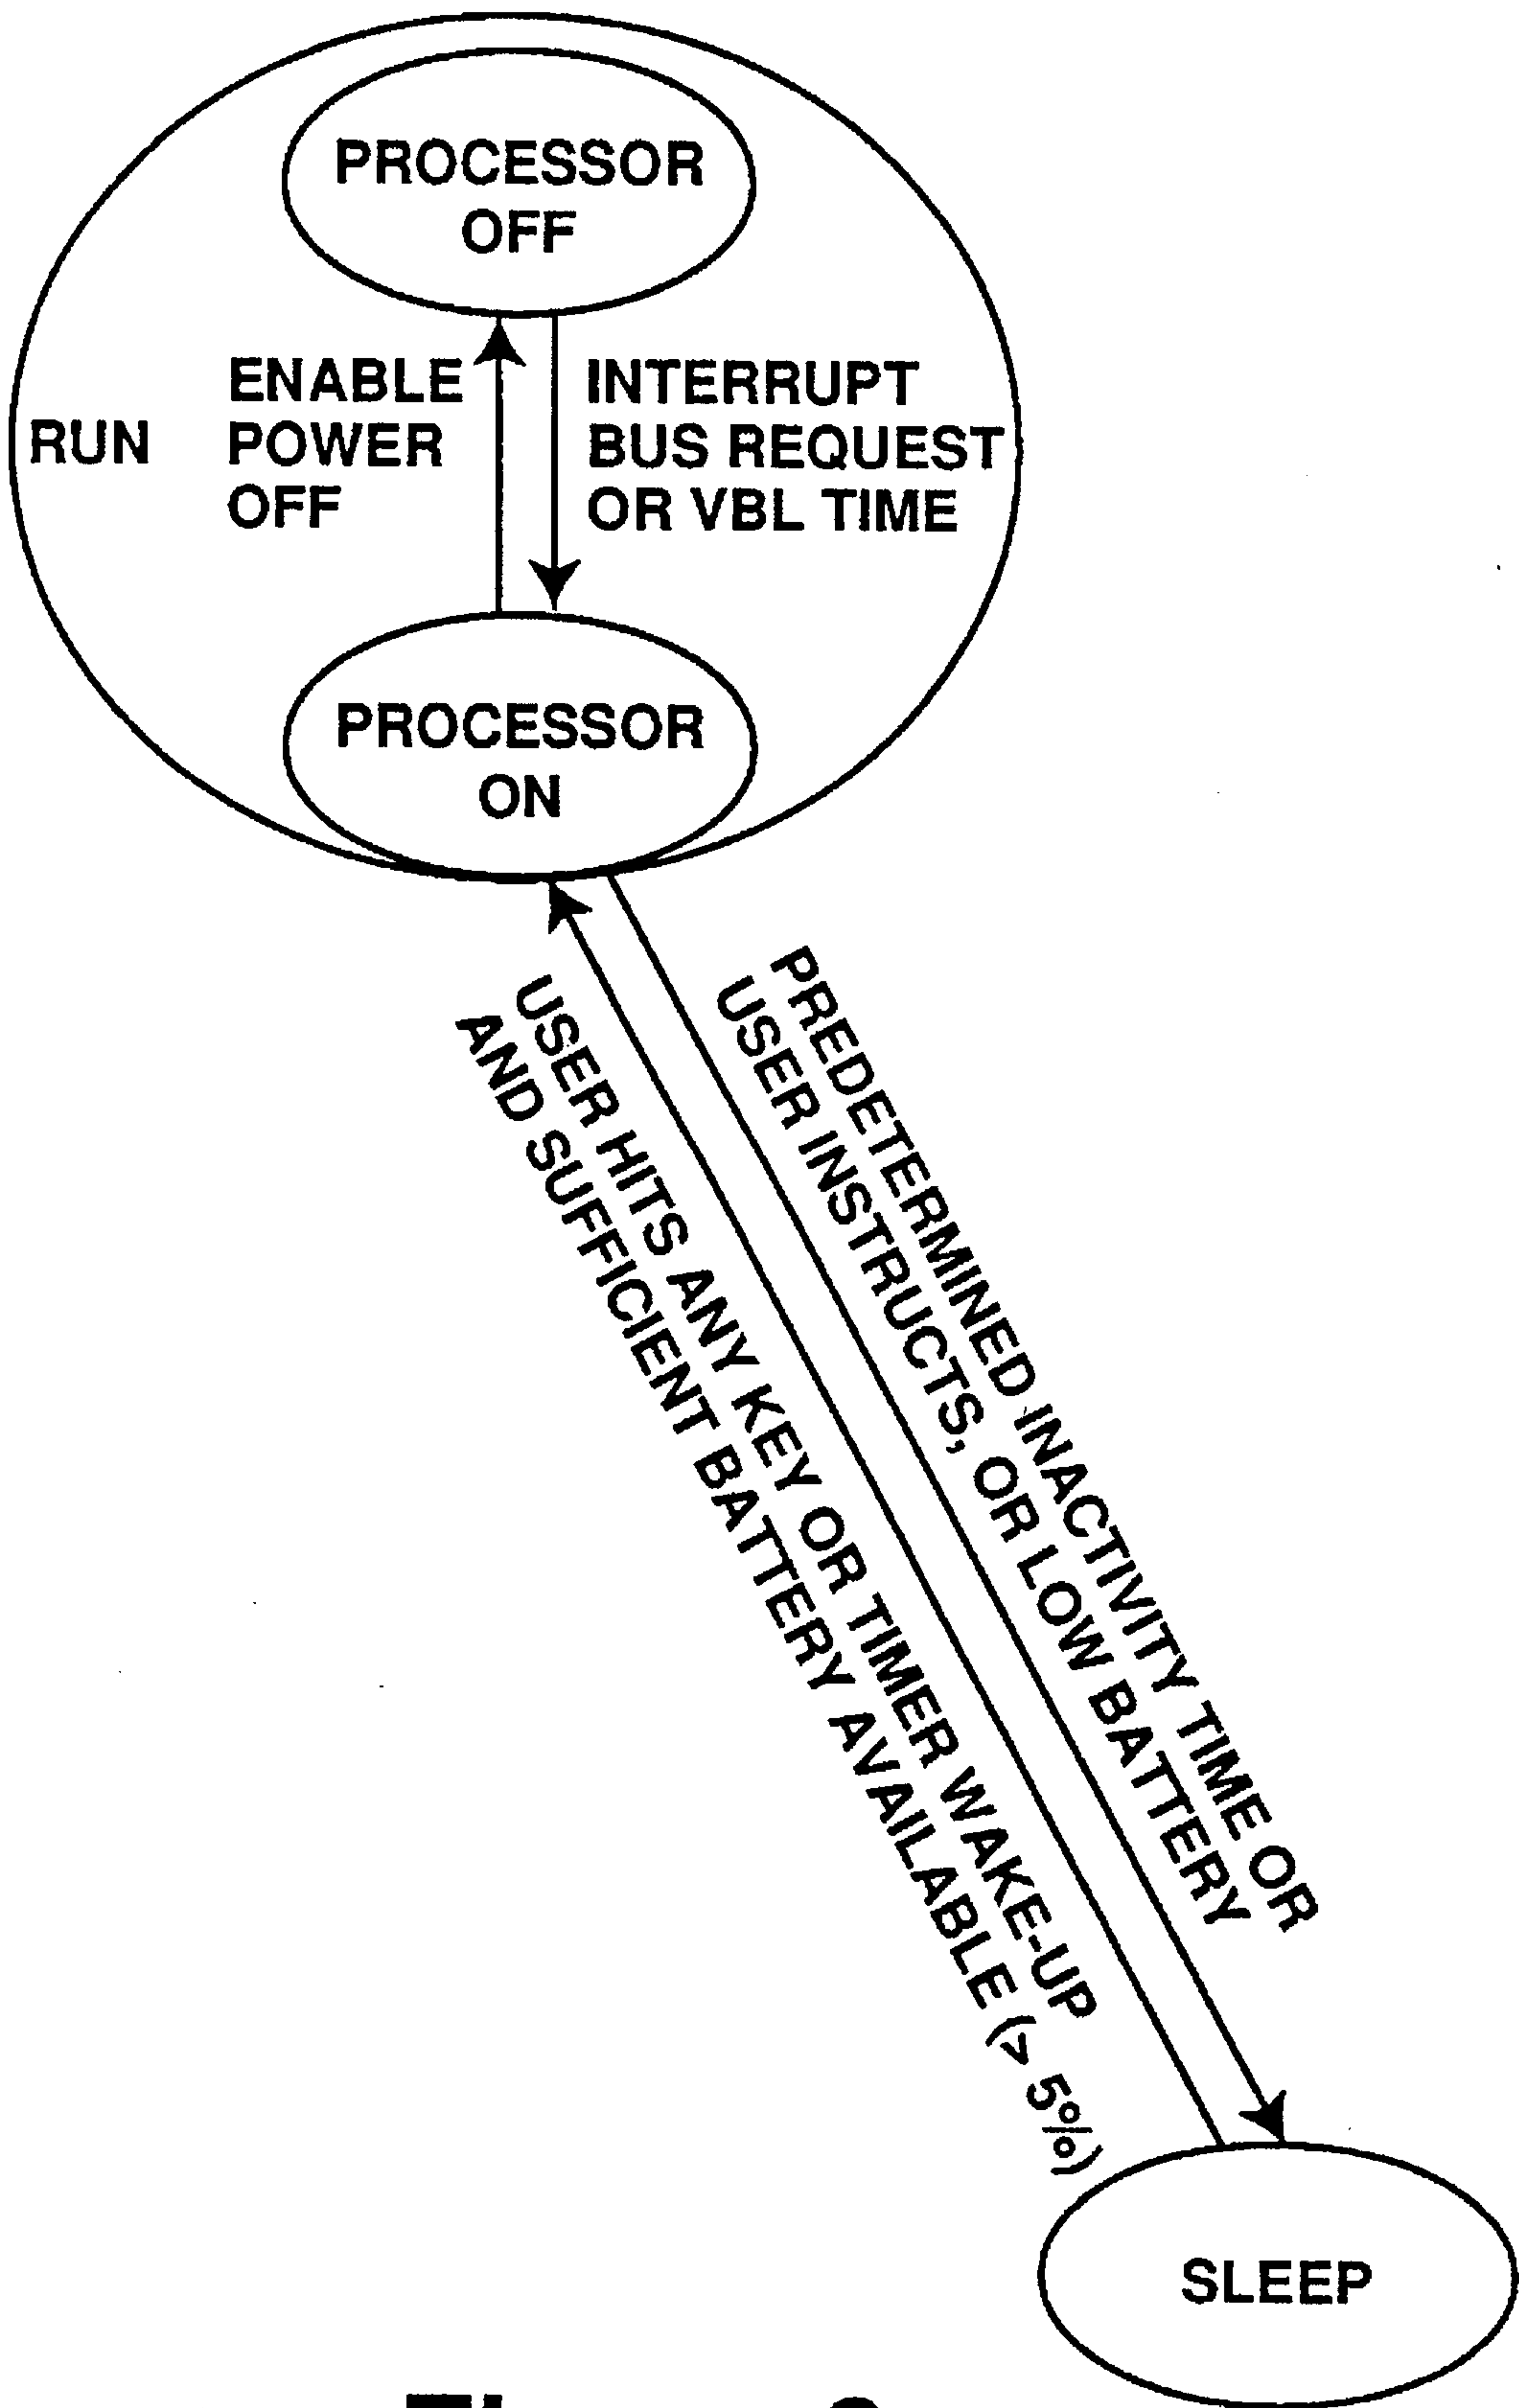 PROCESSOR
OFF
ENABLE
POWER
OFF
INTERRUPT
BUS REQUEST
OR VBL TIME
RUN
PROCESSOR
ON
PREDETERMINED INACTIVITY TIME OR
USER INSTRUCTS, OR LOW BATTERY
USER HITS ANY KEY OR TIMER WAKE-UP
AND SUFFICIENT BATTERY AVAILABLE (> 5%)
SLEEP